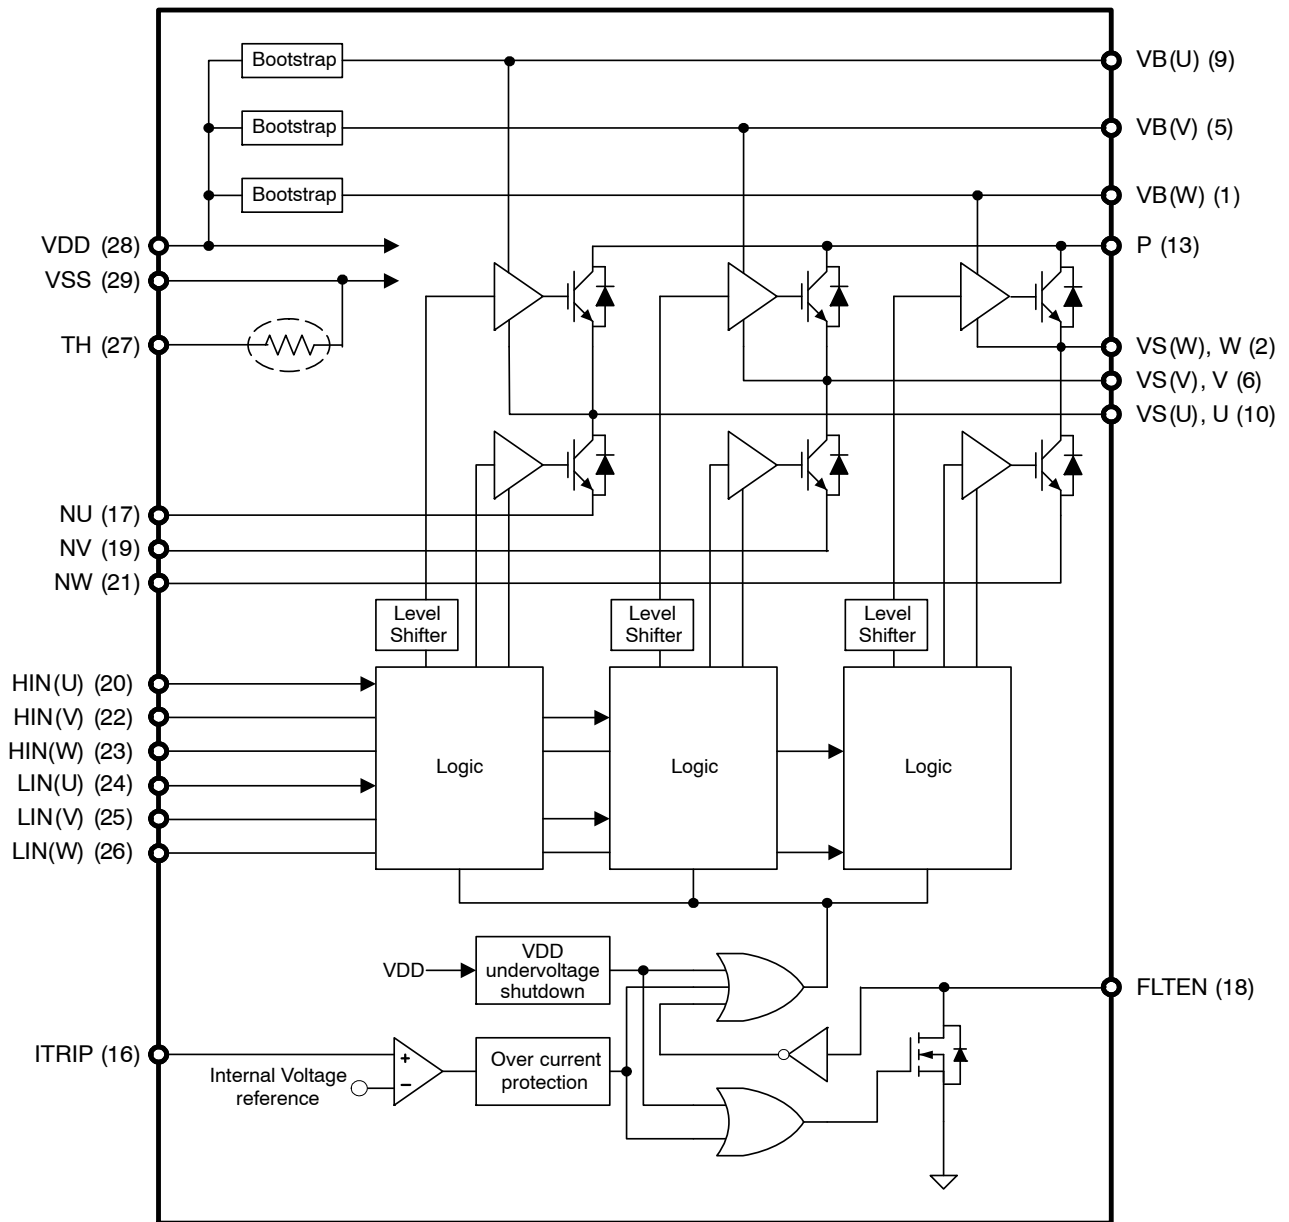 Bootstrap
VB(U) (9)
Bootstrap
VB(V) (5)
Bootstrap
VB(W) (1)
VDD (28)
P (13)
VSS (29)
TH (27)
VS(W), W (2)
VS(V), V (6)
VS(U), U (10)
NU (17)
NV (19)
NW (21)
Level
Shifter
Level
Shifter
Level
Shifter
HIN(U) (20)
HIN(V) (22)
HIN(W) (23)
LIN(U) (24)
LIN(V) (25)
LIN(W) (26)
Logic
Logic
Logic
VDD
VDD
undervoltage
shutdown
FLTEN (18)
ITRIP (16)
+
−
Internal Voltage
reference
Over current
protection